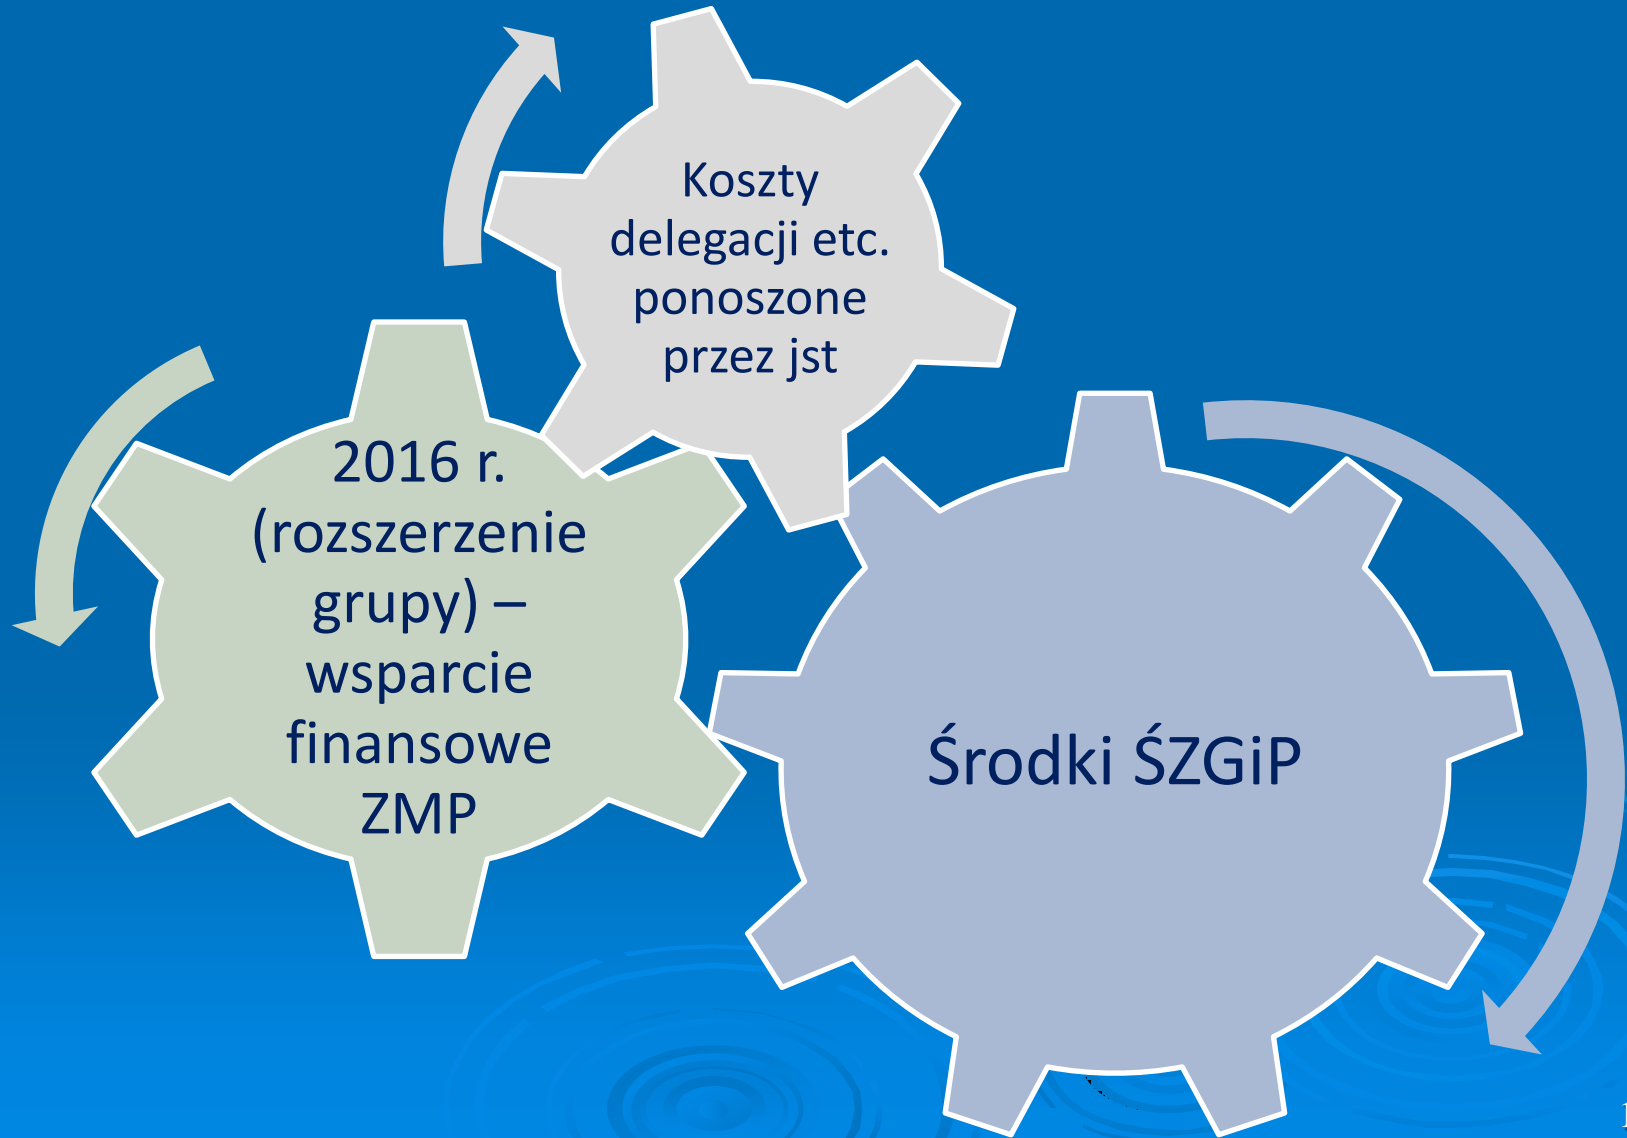 Koszty
delegacji etc.
ponoszone
przez jst
2016 r.
(rozszerzenie
grupy) –
wsparcie
finansowe
ZMP
Środki ŚZGiP